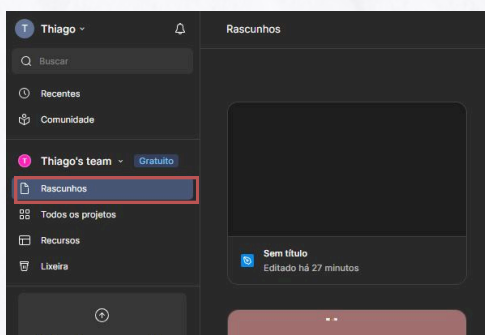 T Thiago
Buscar
Recentes
Comunidade
T Thiago's team Gratuito
Rascunhos
Todos os projetos
Recursos
Lixeira
Rascunhos
Sem título
Editado há 27 minutos